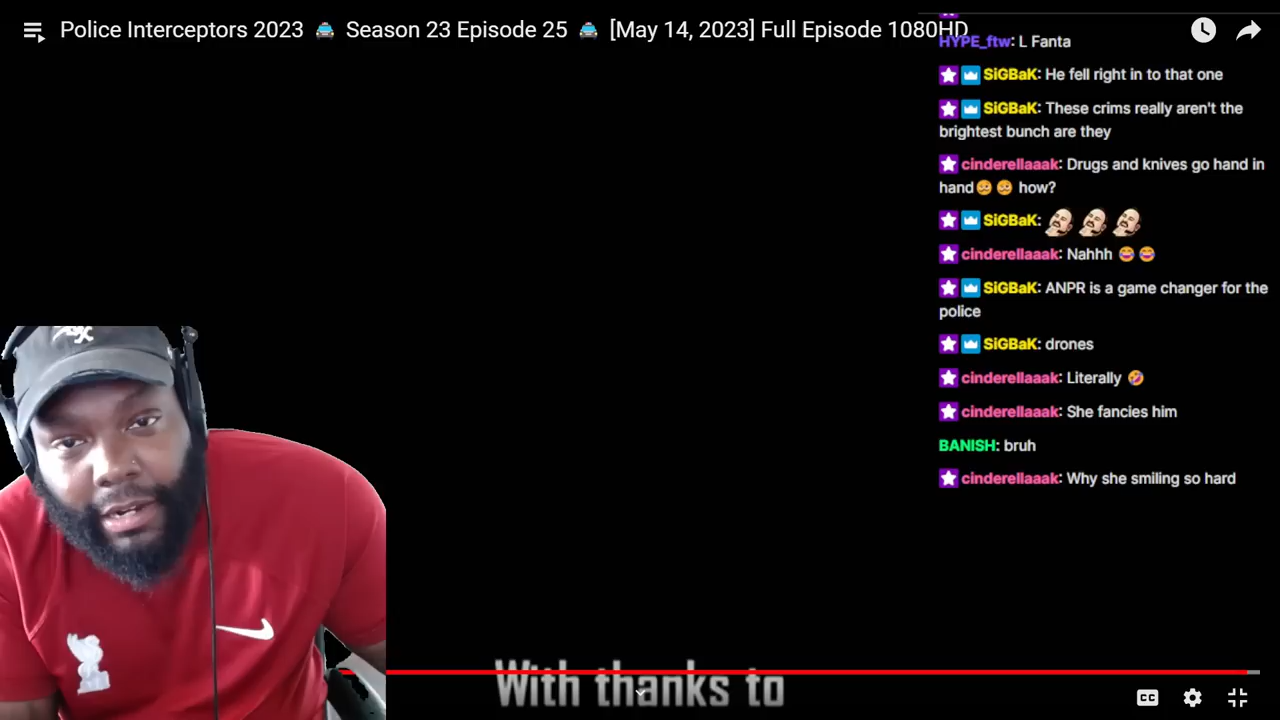 Police Interceptors 2023 🚔 Season 23 Episode 25 🚔 [May 14, 2023] Full Episode 1080HD
HYPE_ftw: L Fanta
SiGBaK: He fell right in to that one
SiGBaK: These crims really aren't the
brightest bunch are they
cinderellaaak: Drugs and knives go hand in
hand🥴🥴 how?
SiGBaK:
cinderellaaak: Nahhh 😂😂
SiGBaK: ANPR is a game changer for the
police
SiGBaK: drones
cinderellaaak: Literally 🤣
cinderellaaak: She fancies him
BANISH: bruh
cinderellaaak: Why she smiling so hard
With thanks to
CC